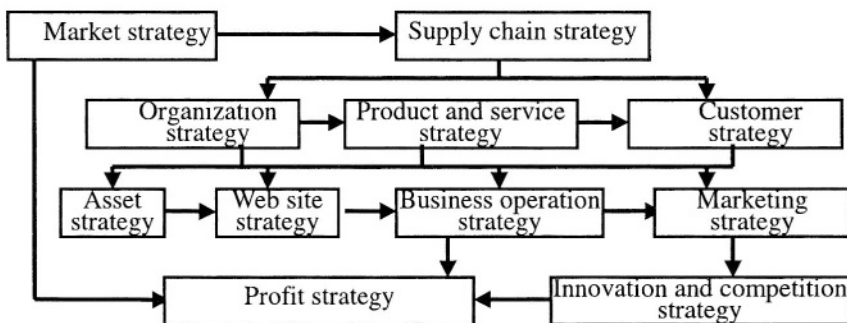 Market strategy
Supply chain strategy
Organization
strategy
Product and service
strategy
Customer
strategy
Asset
strategy
Web site
strategy
Business operation
strategy
Marketing
strategy
Profit strategy
Innovation and competition
strategy